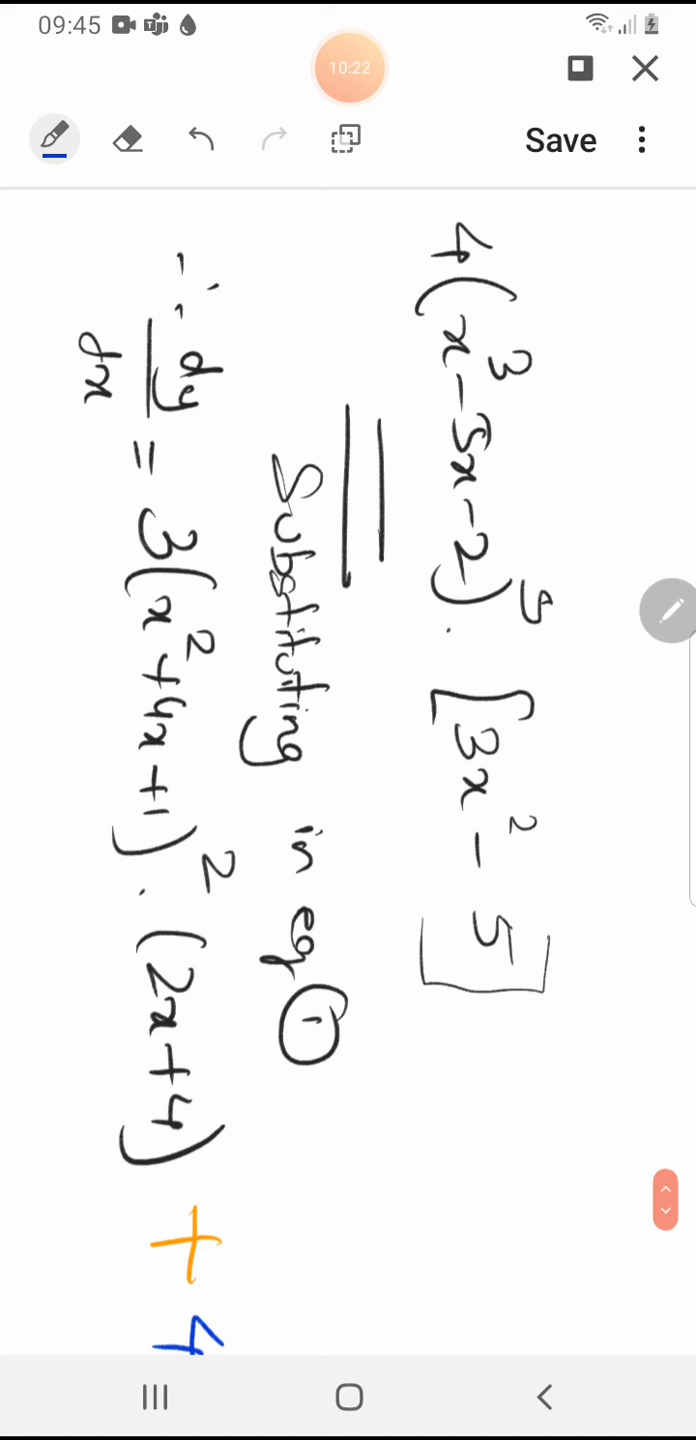 09:45
10:22
Save
4(x³-5x-2)⁵ · [3x²-5]
Substituting in eq ①
∴ dy/dx = 3(x²+4x+1)² · (2x+4) + 4